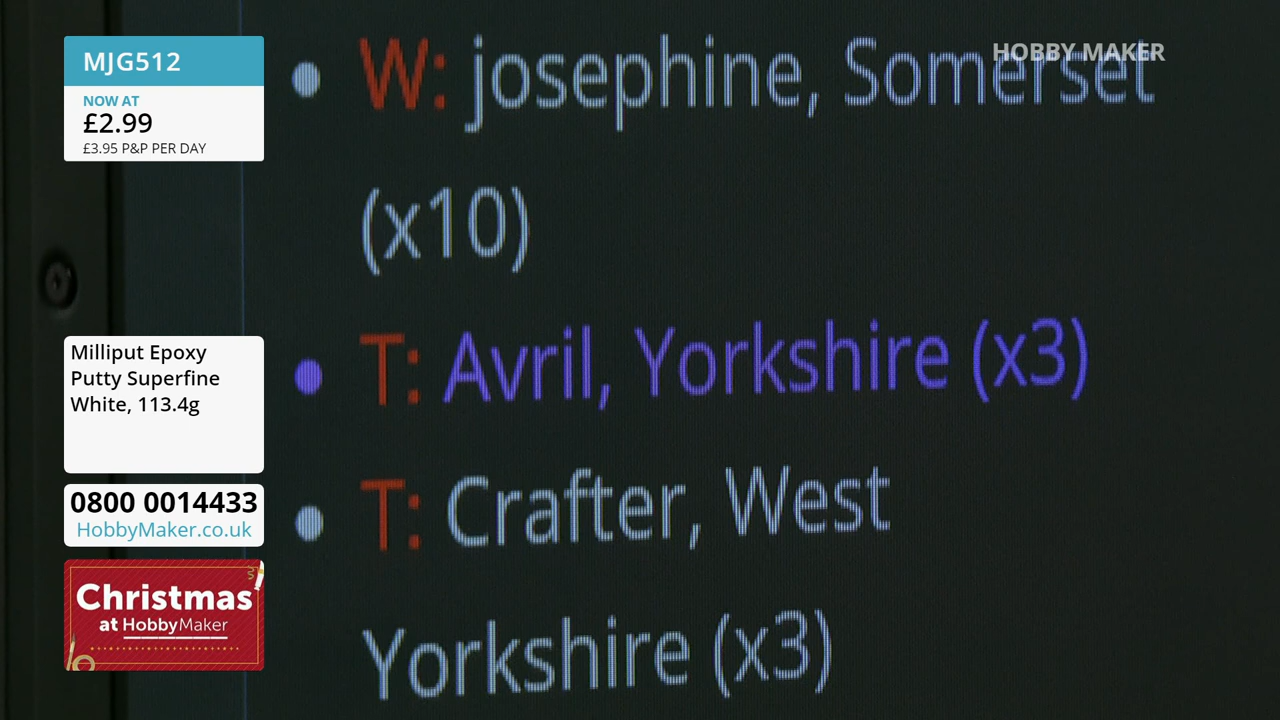 MJG512
NOW AT
£2.99
£3.95 P&P PER DAY
Milliput Epoxy
Putty Superfine
White, 113.4g
0800 0014433
HobbyMaker.co.uk
Christmas
at HobbyMaker
HOBBY MAKER
• W: josephine, Somerset
(x10)
• T: Avril, Yorkshire (x3)
• T: Crafter, West
Yorkshire (x3)